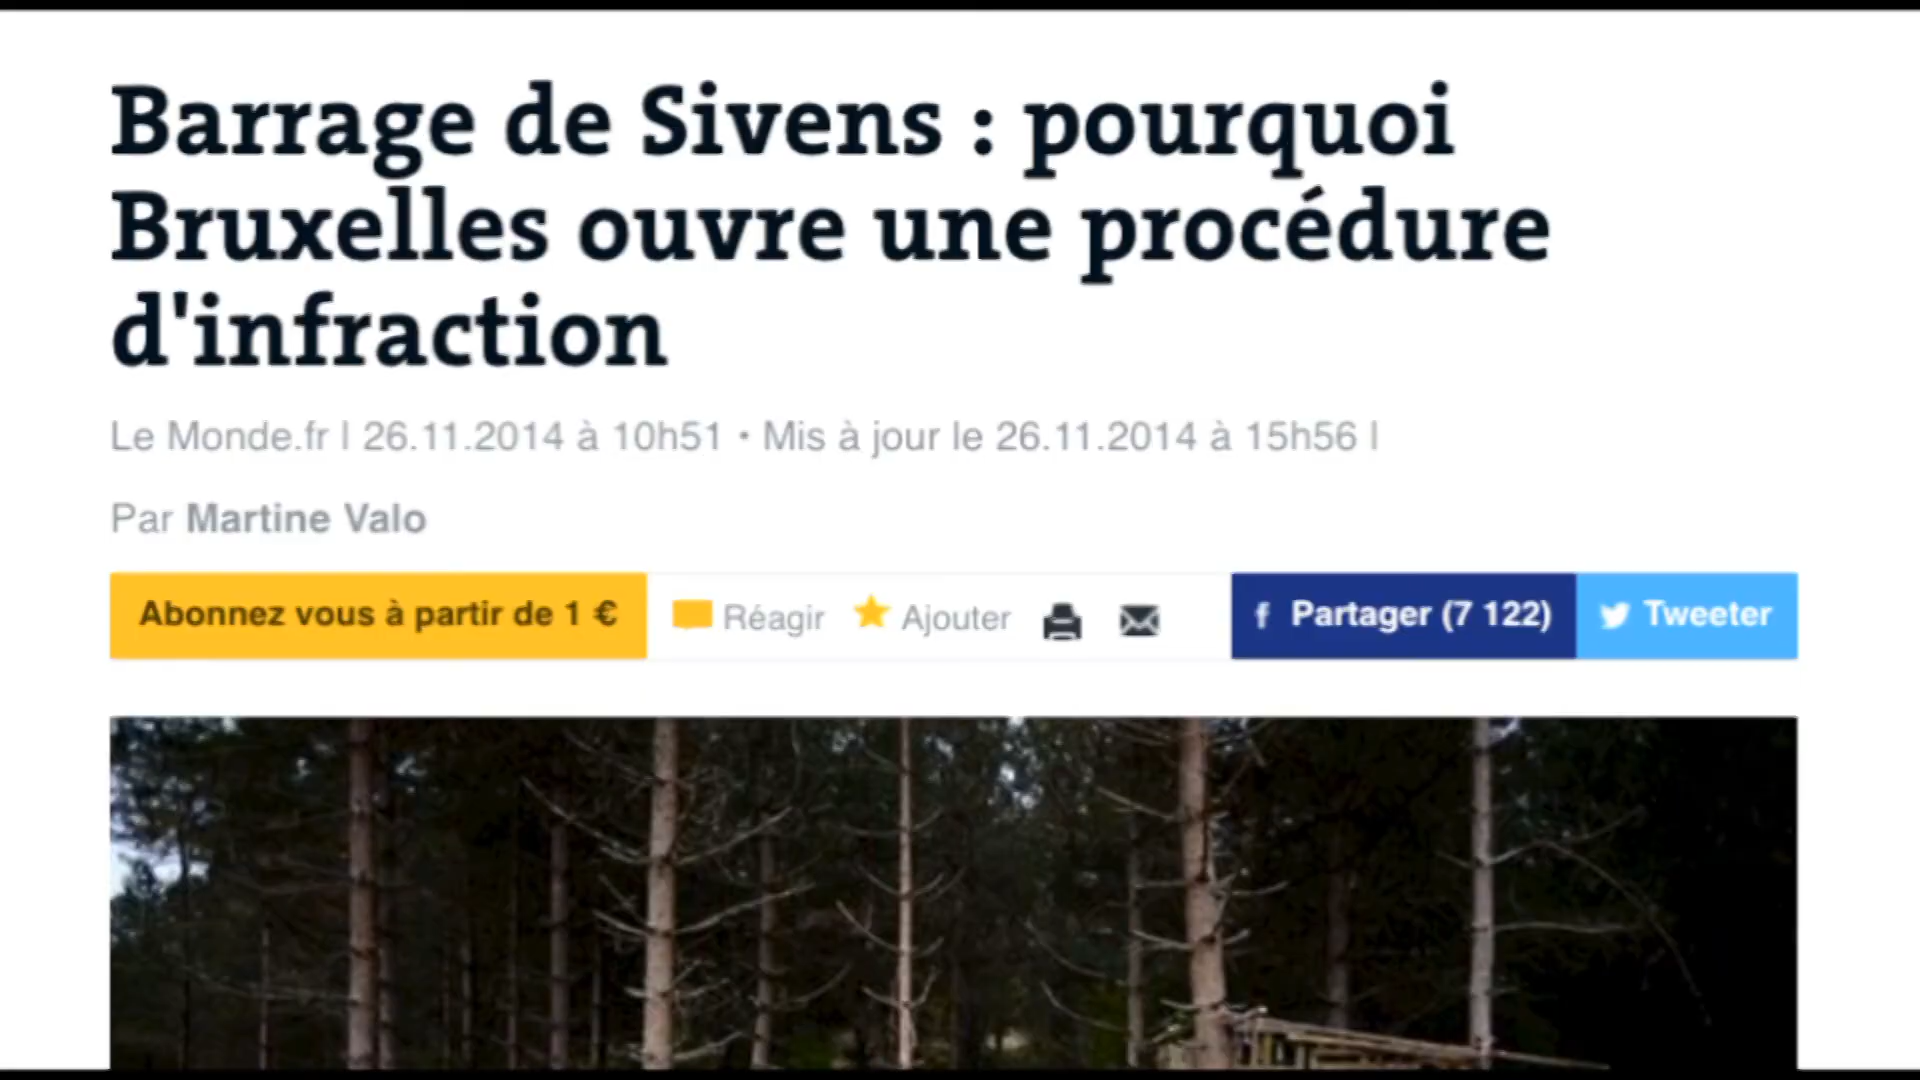 Barrage de Sivens : pourquoi
Bruxelles ouvre une procédure
d'infraction
Le Monde.fr | 26.11.2014 à 10h51 • Mis à jour le 26.11.2014 à 15h56 |
Par Martine Valo
Abonnez vous à partir de 1 € Réagir Ajouter f Partager (7 122) Tweeter